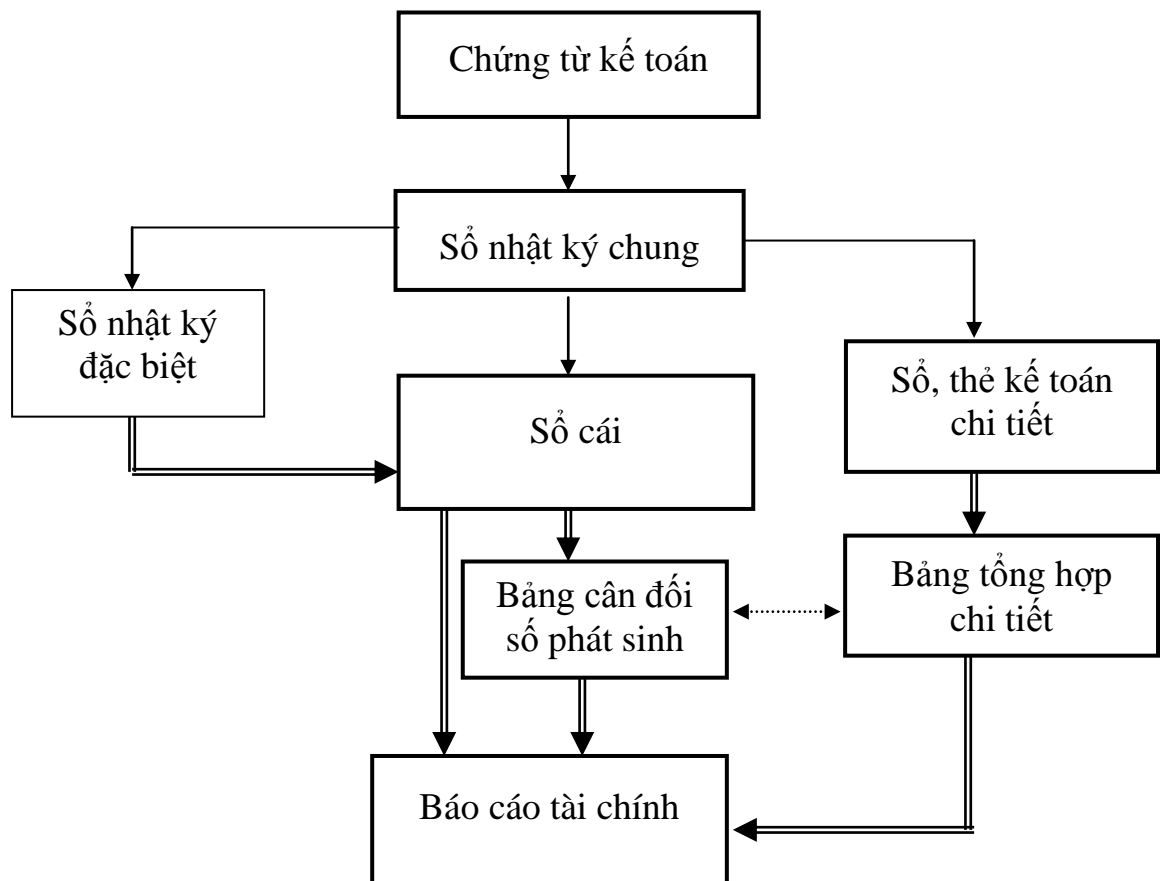 Chứng từ kế toán
Sổ nhật ký chung
Sổ nhật ký
đặc biệt
Sổ, thẻ kế toán
chi tiết
Sổ cái
Bảng cân đối
số phát sinh
Bảng tổng hợp
chi tiết
Báo cáo tài chính